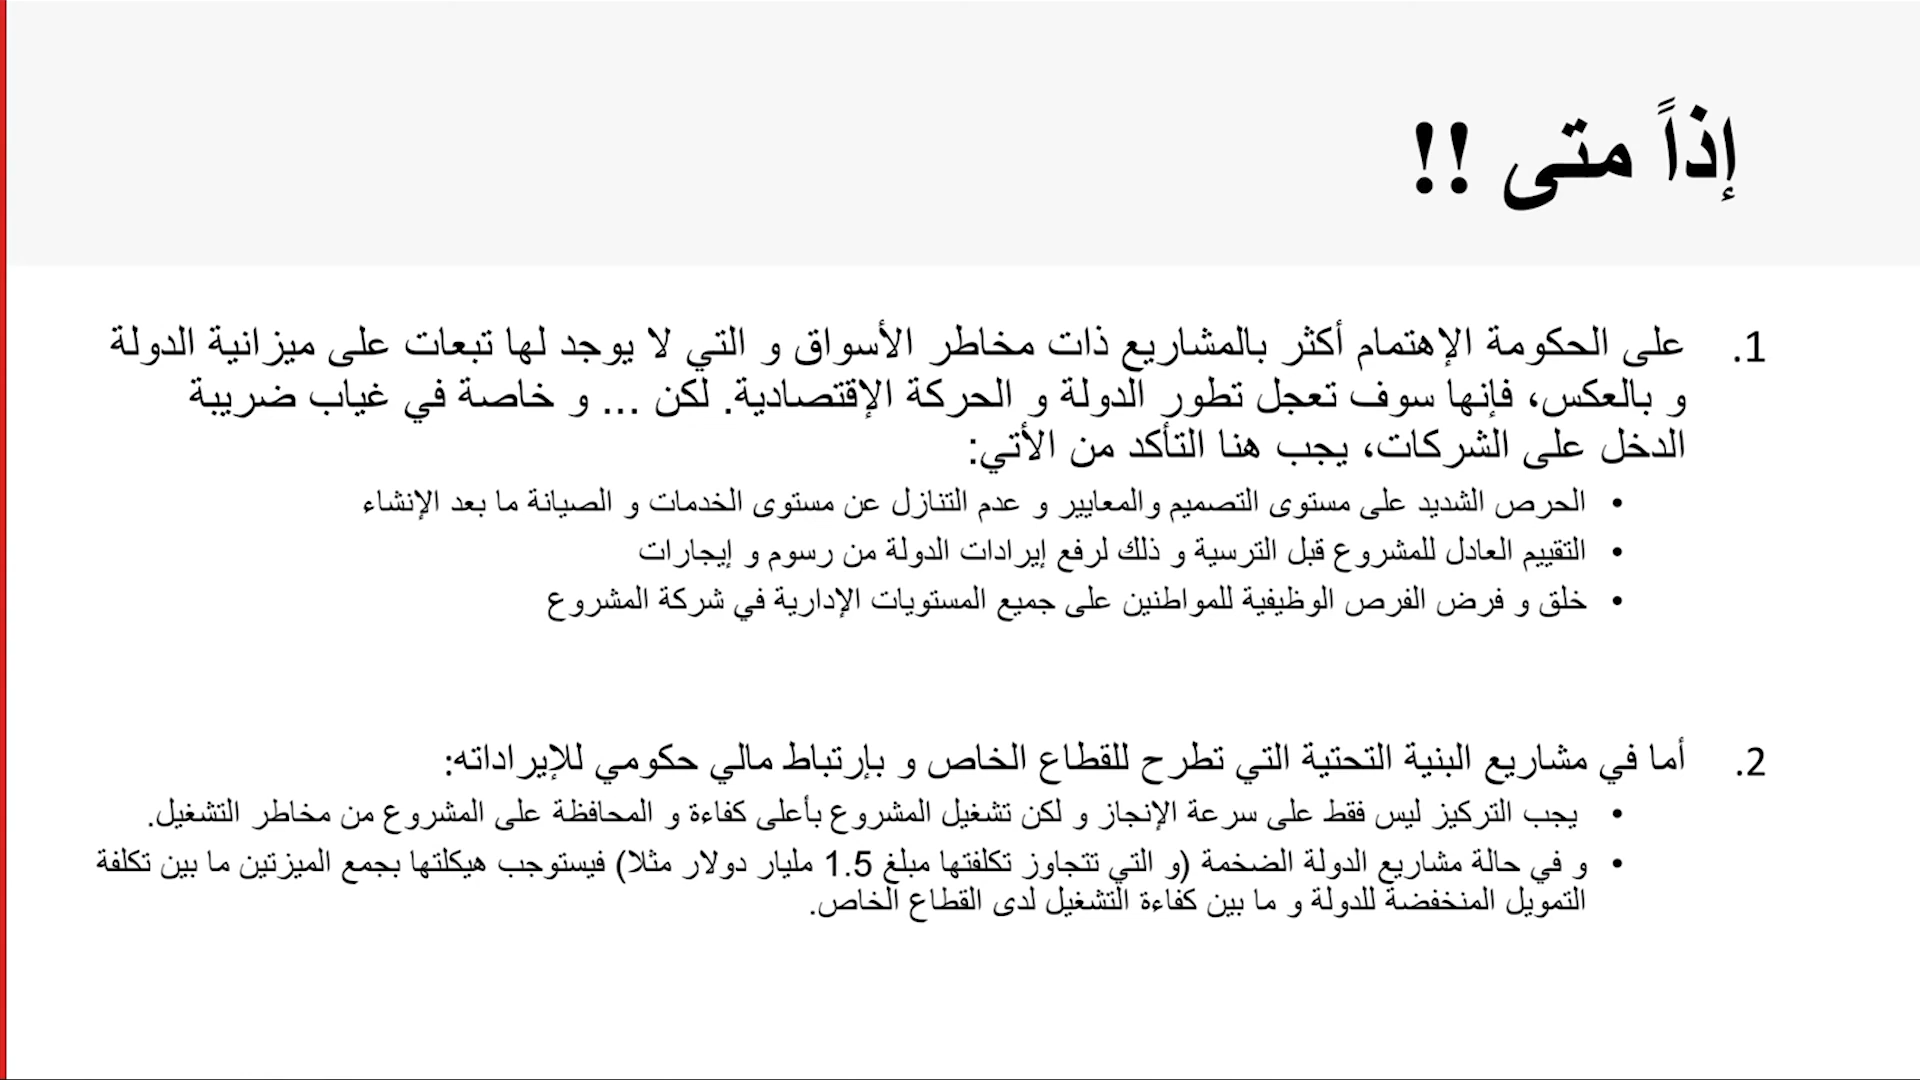 إذاً متى !!
1. على الحكومة الإهتمام أكثر بالمشاريع ذات مخاطر الأسواق و التي لا يوجد لها تبعات على ميزانية الدولة
و بالعكس، فإنها سوف تعجل تطور الدولة و الحركة الإقتصادية. لكن ... و خاصة في غياب ضريبة
الدخل على الشركات، يجب هنا التأكد من الأتي:
• الحرص الشديد على مستوى التصميم والمعايير و عدم التنازل عن مستوى الخدمات و الصيانة ما بعد الإنشاء
• التقييم العادل للمشروع قبل الترسية و ذلك لرفع إيرادات الدولة من رسوم و إيجارات
• خلق و فرض الفرص الوظيفية للمواطنين على جميع المستويات الإدارية في شركة المشروع
2. أما في مشاريع البنية التحتية التي تطرح للقطاع الخاص و بإرتباط مالي حكومي للإيراداته:
• يجب التركيز ليس فقط على سرعة الإنجاز و لكن تشغيل المشروع بأعلى كفاءة و المحافظة على المشروع من مخاطر التشغيل.
• و في حالة مشاريع الدولة الضخمة (و التي تتجاوز تكلفتها مبلغ 1.5 مليار دولار مثلا) فيستوجب هيكلتها بجمع الميزتين ما بين تكلفة
التمويل المنخفضة للدولة و ما بين كفاءة التشغيل لدى القطاع الخاص.